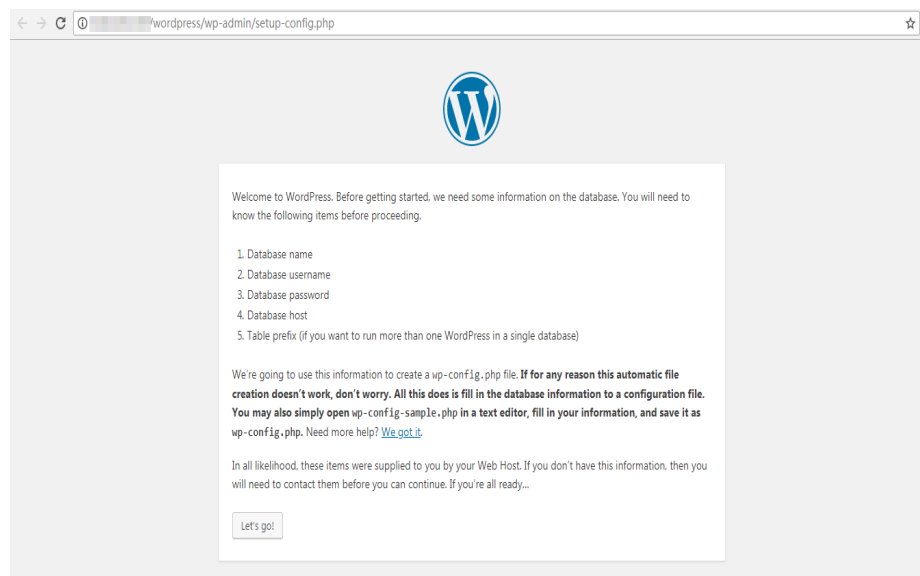 /wordpress/wp-admin/setup-config.php
Welcome to WordPress. Before getting started, we need some information on the database. You will need to
know the following items before proceeding.
1. Database name
2. Database username
3. Database password
4. Database host
5. Table prefix (if you want to run more than one WordPress in a single database)
We're going to use this information to create a wp-config.php file. If for any reason this automatic file
creation doesn't work, don't worry. All this does is fill in the database information to a configuration file.
You may also simply open wp-config-sample.php in a text editor, fill in your information, and save it as
wp-config.php. Need more help? We got it.
In all likelihood, these items were supplied to you by your Web Host. If you don't have this information, then you
will need to contact them before you can continue. If you're all ready...
Let's go!